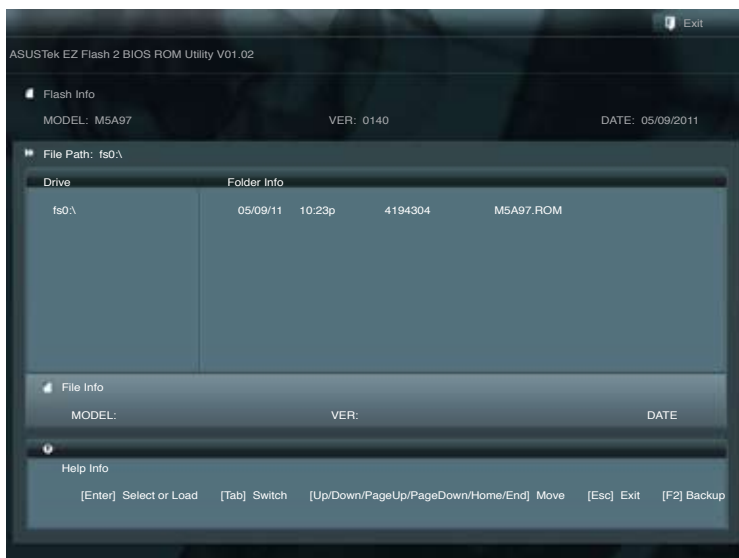 Exit
ASUSTek EZ Flash 2 BIOS ROM Utility V01.02
Flash Info
MODEL: M5A97 VER: 0140 DATE: 05/09/2011
File Path: fs0:\
Drive Folder Info
fs0:\ 05/09/11 10:23p 4194304 M5A97.ROM
File Info
MODEL: VER: DATE
Help Info
[Enter] Select or Load [Tab] Switch [Up/Down/PageUp/PageDown/Home/End] Move [Esc] Exit [F2] Backup